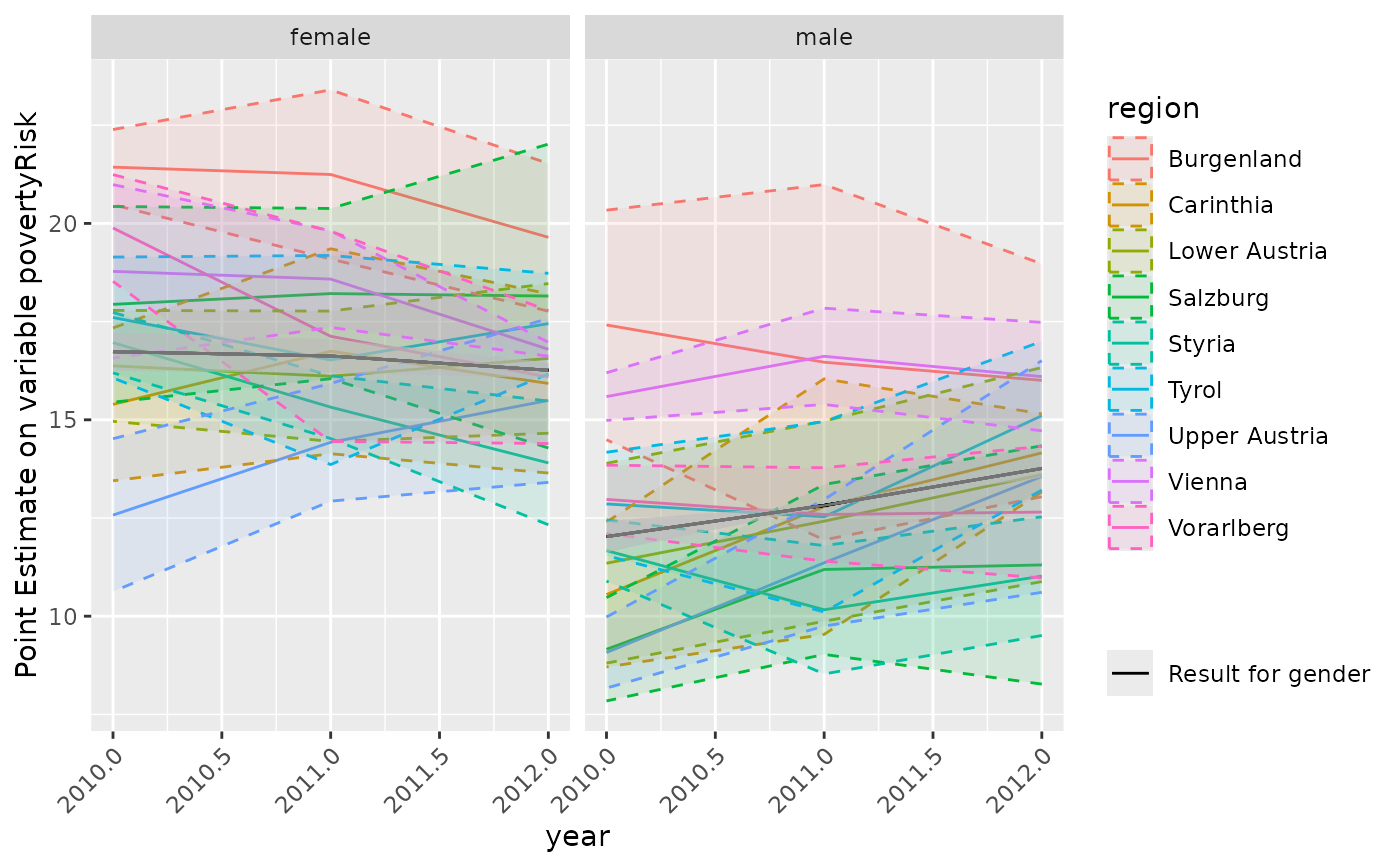 female
male
Point Estimate on variable povertyRisk
20
15
10
2010.0
2010.5
2011.0
2011.5
2012.0
2010.0
2010.5
2011.0
2011.5
2012.0
year
region
Burgenland
Carinthia
Lower Austria
Salzburg
Styria
Tyrol
Upper Austria
Vienna
Vorarlberg
Result for gender